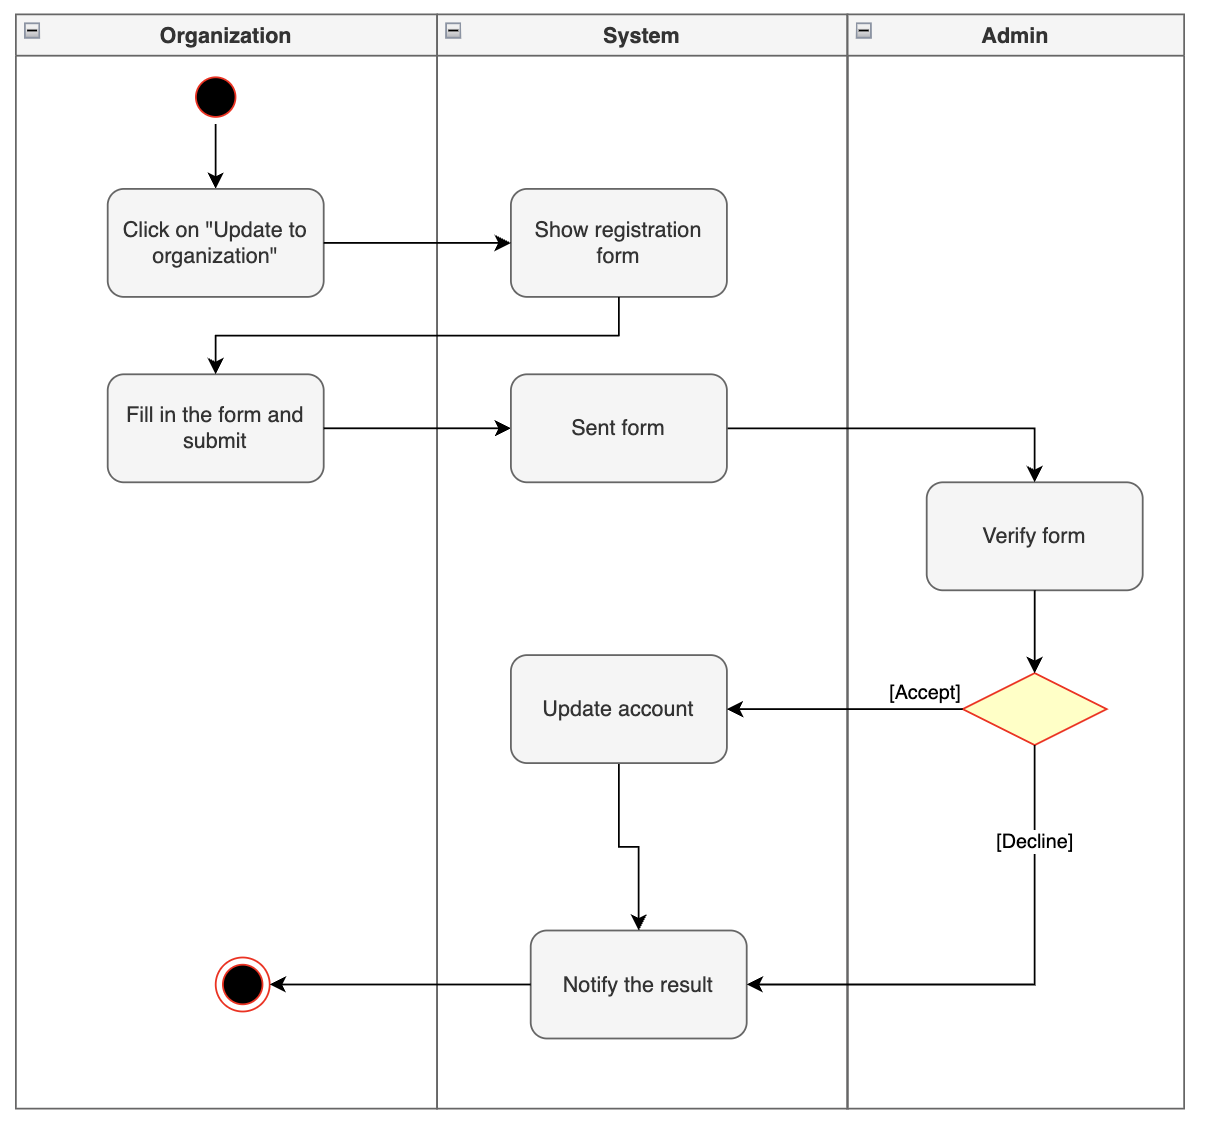 Organization
System
Admin
Click on "Update to
organization"
Show registration
form
Fill in the form and
submit
Sent form
Verify form
[Accept]
Update account
[Decline]
Notify the result